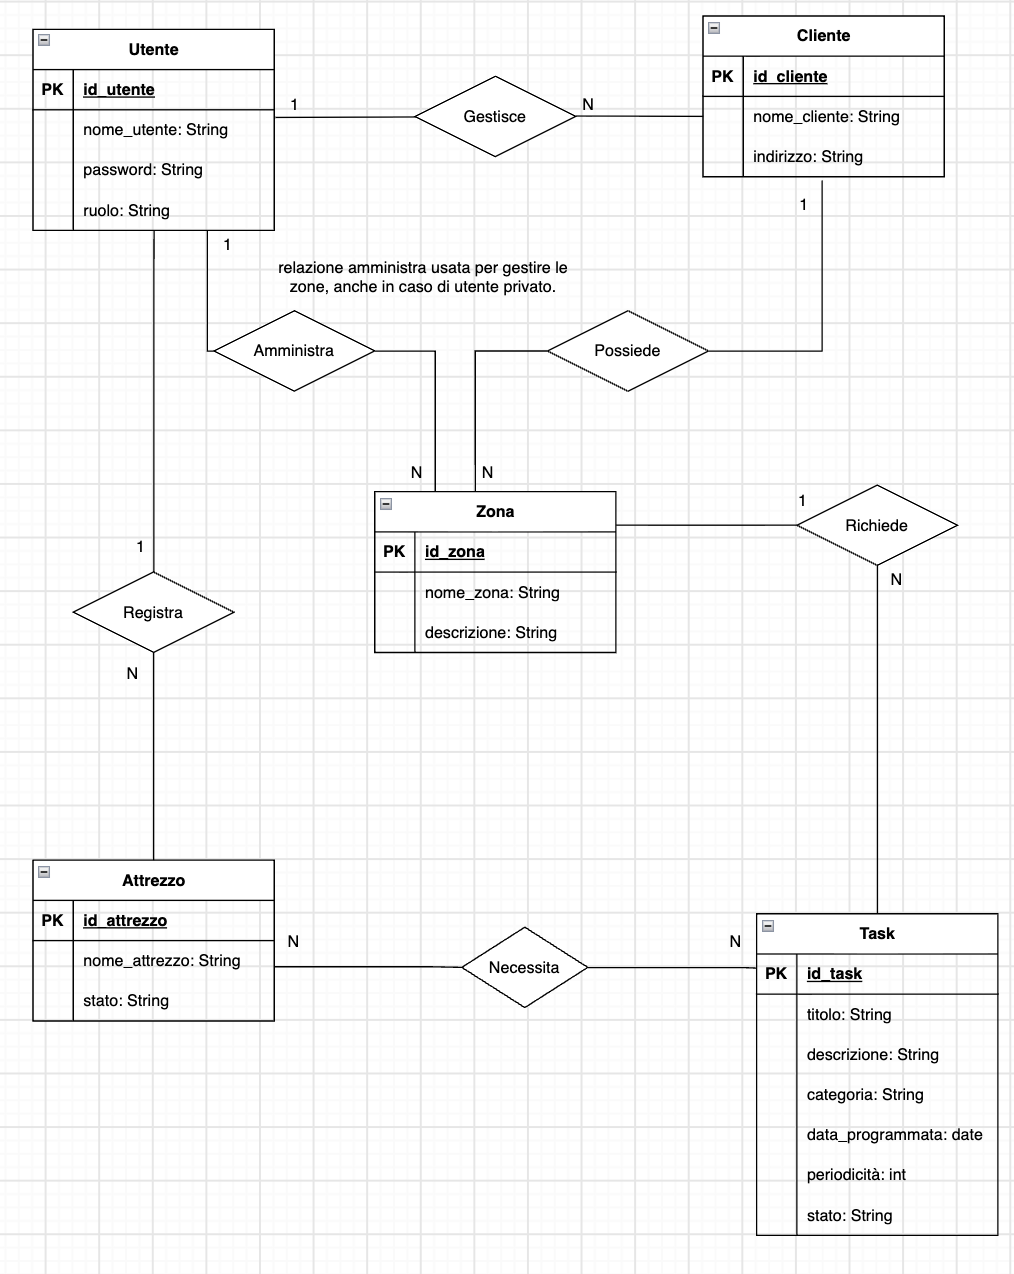 Utente
PK id_utente
nome_utente: String
password: String
ruolo: String
1
Gestisce
N
Cliente
PK id_cliente
nome_cliente: String
indirizzo: String
1
1
relazione amministra usata per gestire le
zone, anche in caso di utente privato.
Amministra
Possiede
N
N
Zona
PK id_zona
nome_zona: String
descrizione: String
1
Richiede
N
1
Registra
N
Attrezzo
PK id_attrezzo
nome_attrezzo: String
stato: String
N
Necessita
N
Task
PK id_task
titolo: String
descrizione: String
categoria: String
data_programmata: date
periodicità: int
stato: String